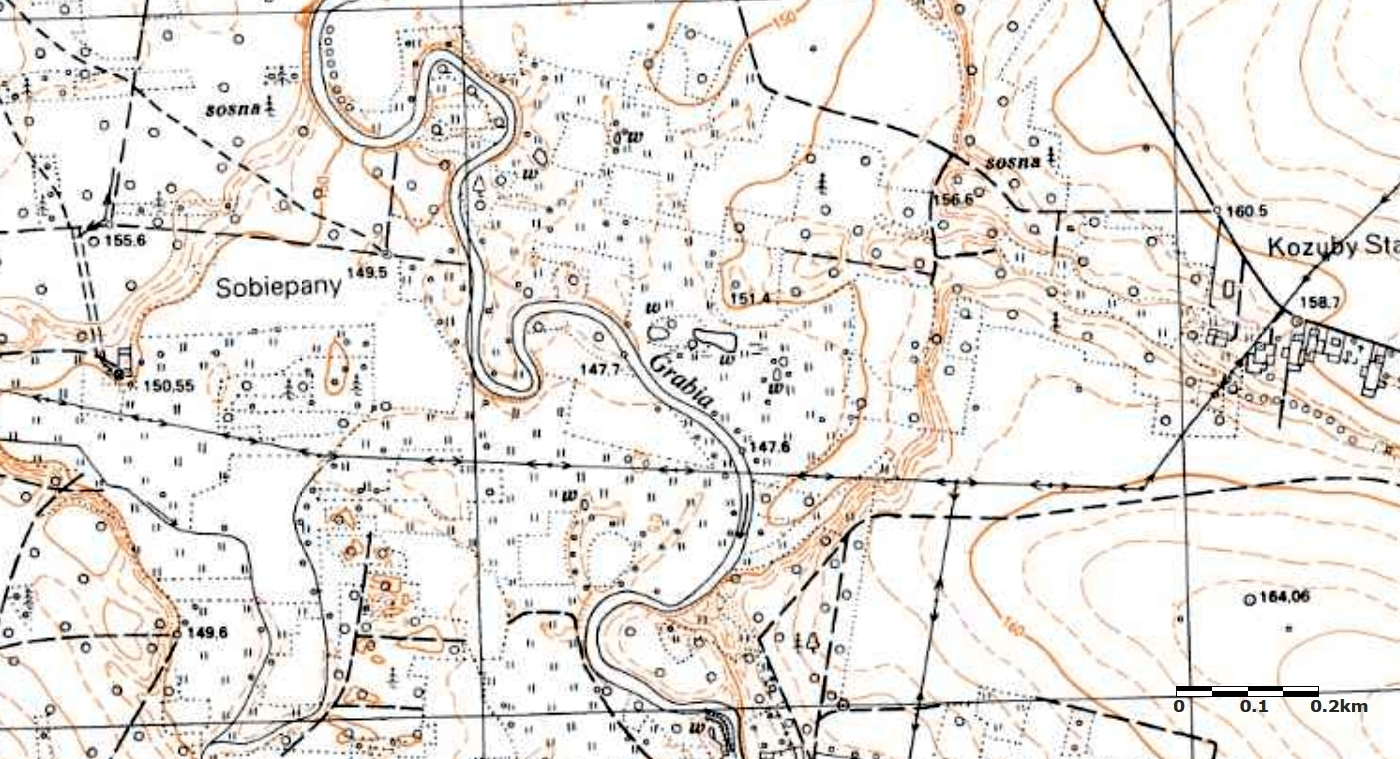 150
sosna
w
sosna
w
156.6
160.5
155.6
Kozuby Sta
149.5
Sobiepany
151.4
158.7
w
w
147.7
Grabia
w
150,55
147.6
w
164,06
160
149.6
0 0.1 0.2km
w